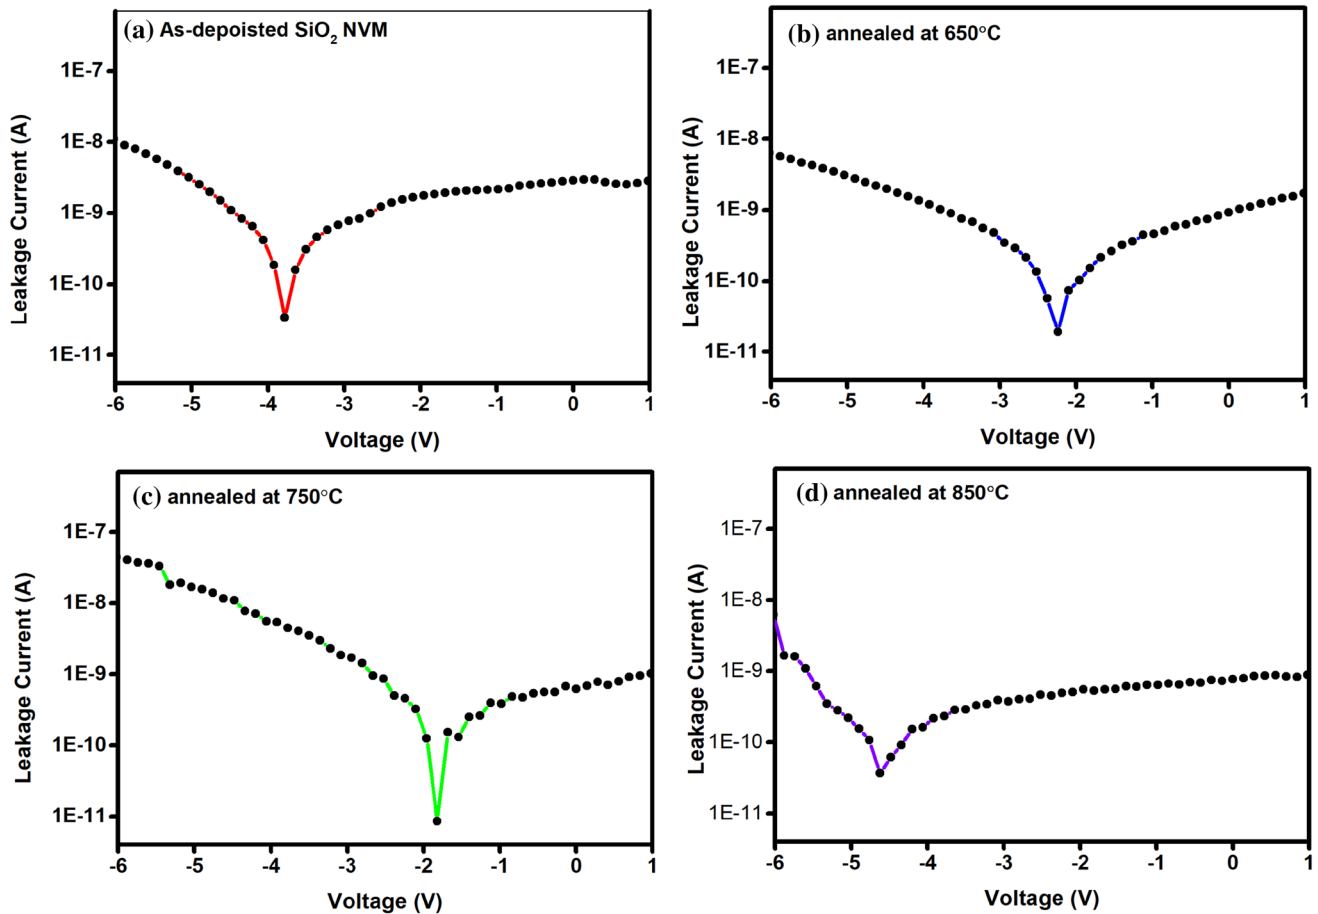 (a) As-depoisted SiO₂ NVM
1E-7
1E-8
1E-9
1E-10
1E-11
Leakage Current (A)
-6 -5 -4 -3 -2 -1 0 1
Voltage (V)
(b) annealed at 650°C
1E-7
1E-8
1E-9
1E-10
1E-11
Leakage Current (A)
-6 -5 -4 -3 -2 -1 0 1
Voltage (V)
(c) annealed at 750°C
1E-7
1E-8
1E-9
1E-10
1E-11
Leakage Current (A)
-6 -5 -4 -3 -2 -1 0 1
Voltage (V)
(d) annealed at 850°C
1E-7
1E-8
1E-9
1E-10
1E-11
Leakage Current (A)
-6 -5 -4 -3 -2 -1 0 1
Voltage (V)